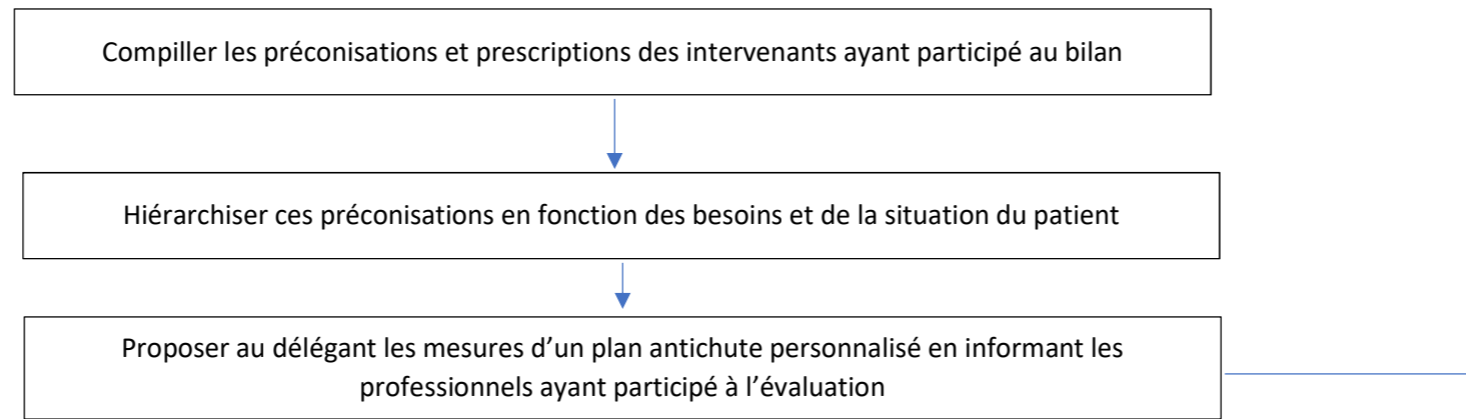 Compiller les préconisations et prescriptions des intervenants ayant participé au bilan
Hiérarchiser ces préconisations en fonction des besoins et de la situation du patient
Proposer au délégant les mesures d’un plan antichute personnalisé en informant les
professionnels ayant participé à l’évaluation